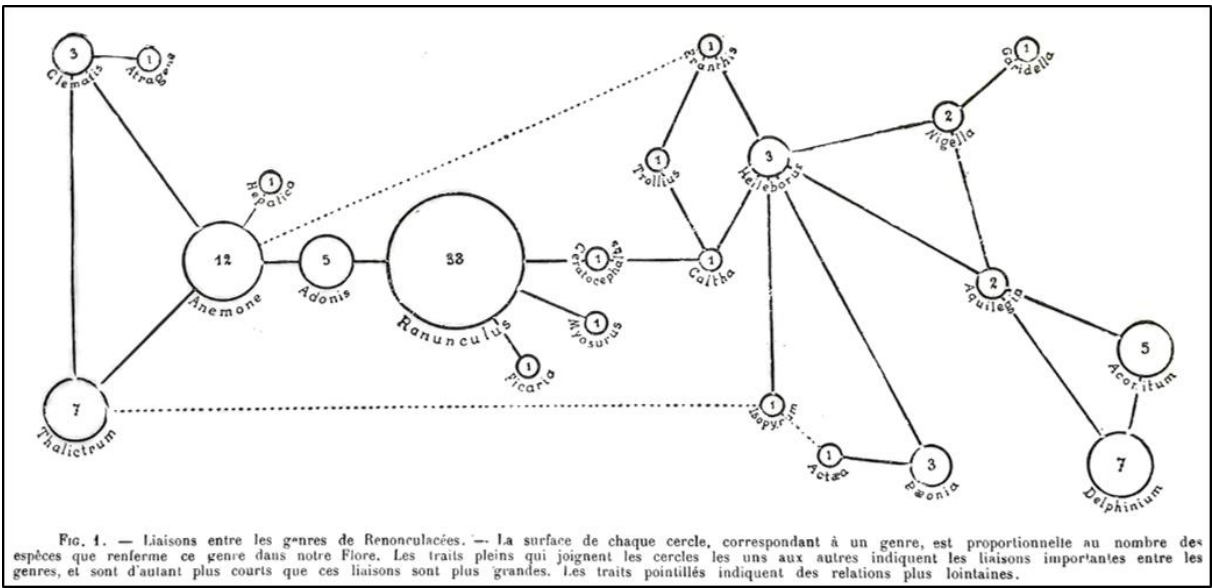 3
Clematis
1
Atragene
1
Hepatica
12
Anemone
5
Adonis
7
Thalictrum
38
Ranunculus
1
Ceratocephalus
1
Myosurus
1
Ficaria
1
Eranthis
1
Trollius
1
Caltha
3
Helleborus
1
Isopyrum
1
Actæa
3
Pæonia
2
Nigella
1
Garidella
2
Aquilegia
5
Aconitum
7
Delphinium
FIG. 1. — Liaisons entre les genres de Renonculacées. — La surface de chaque cercle, correspondant à un genre, est proportionnelle au nombre des
espèces que renferme ce genre dans notre Flore. Les traits pleins qui joignent les cercles les uns aux autres indiquent les liaisons importantes entre les
genres, et sont d'autant plus courts que ces liaisons sont plus grandes. Les traits pointillés indiquent des relations plus lointaines.